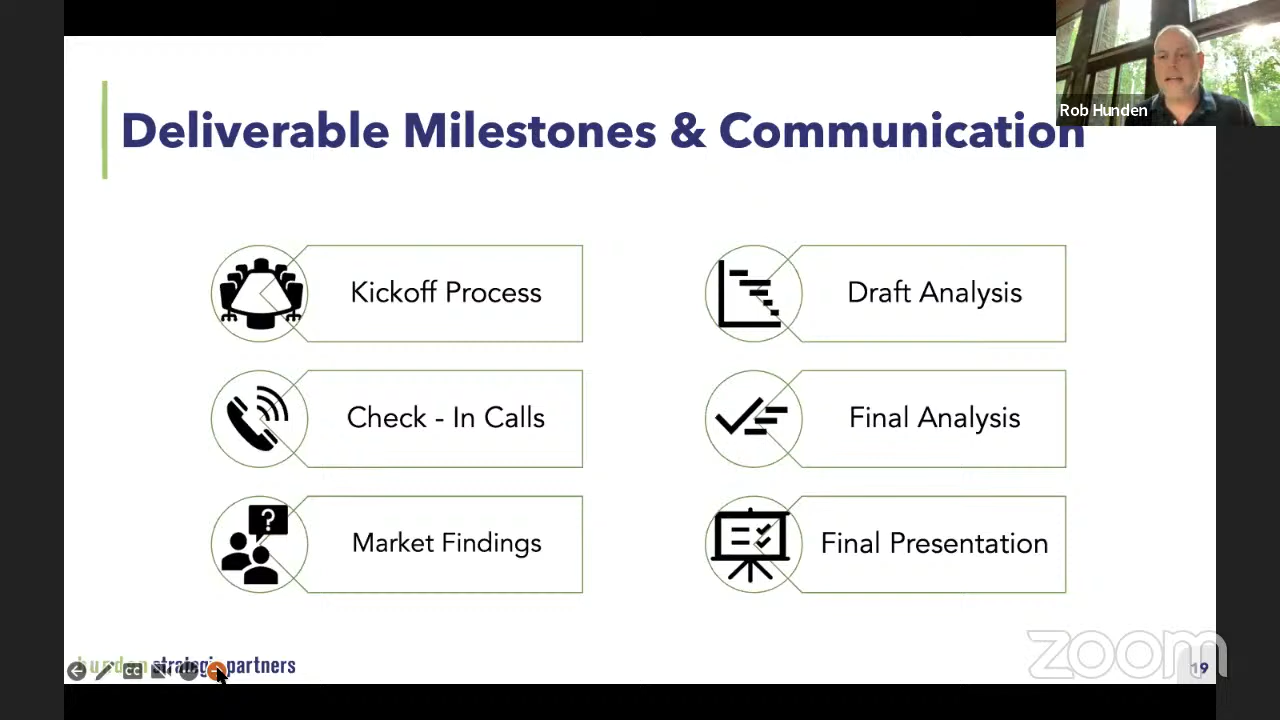 Rob Hunden
Deliverable Milestones & Communication
Kickoff Process
Draft Analysis
Check - In Calls
Final Analysis
?
Market Findings
Final Presentation
hunden strategic partners
CC
zoom
19